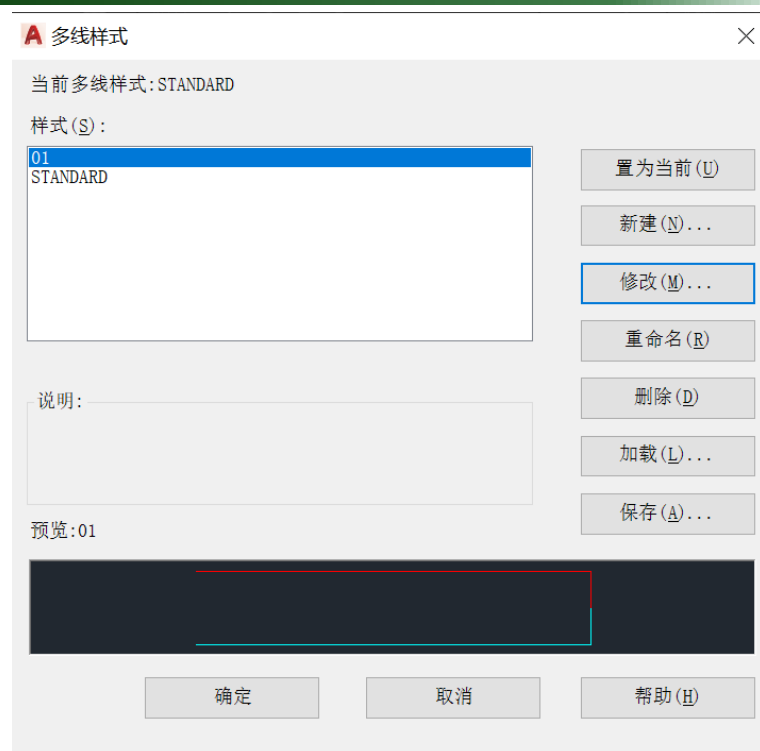 多线样式
当前多线样式:STANDARD
样式(S):
01
STANDARD
置为当前(U)
新建(N)...
修改(M)...
重命名(R)
删除(D)
加载(L)...
保存(A)...
说明:
预览:01
确定
取消
帮助(H)